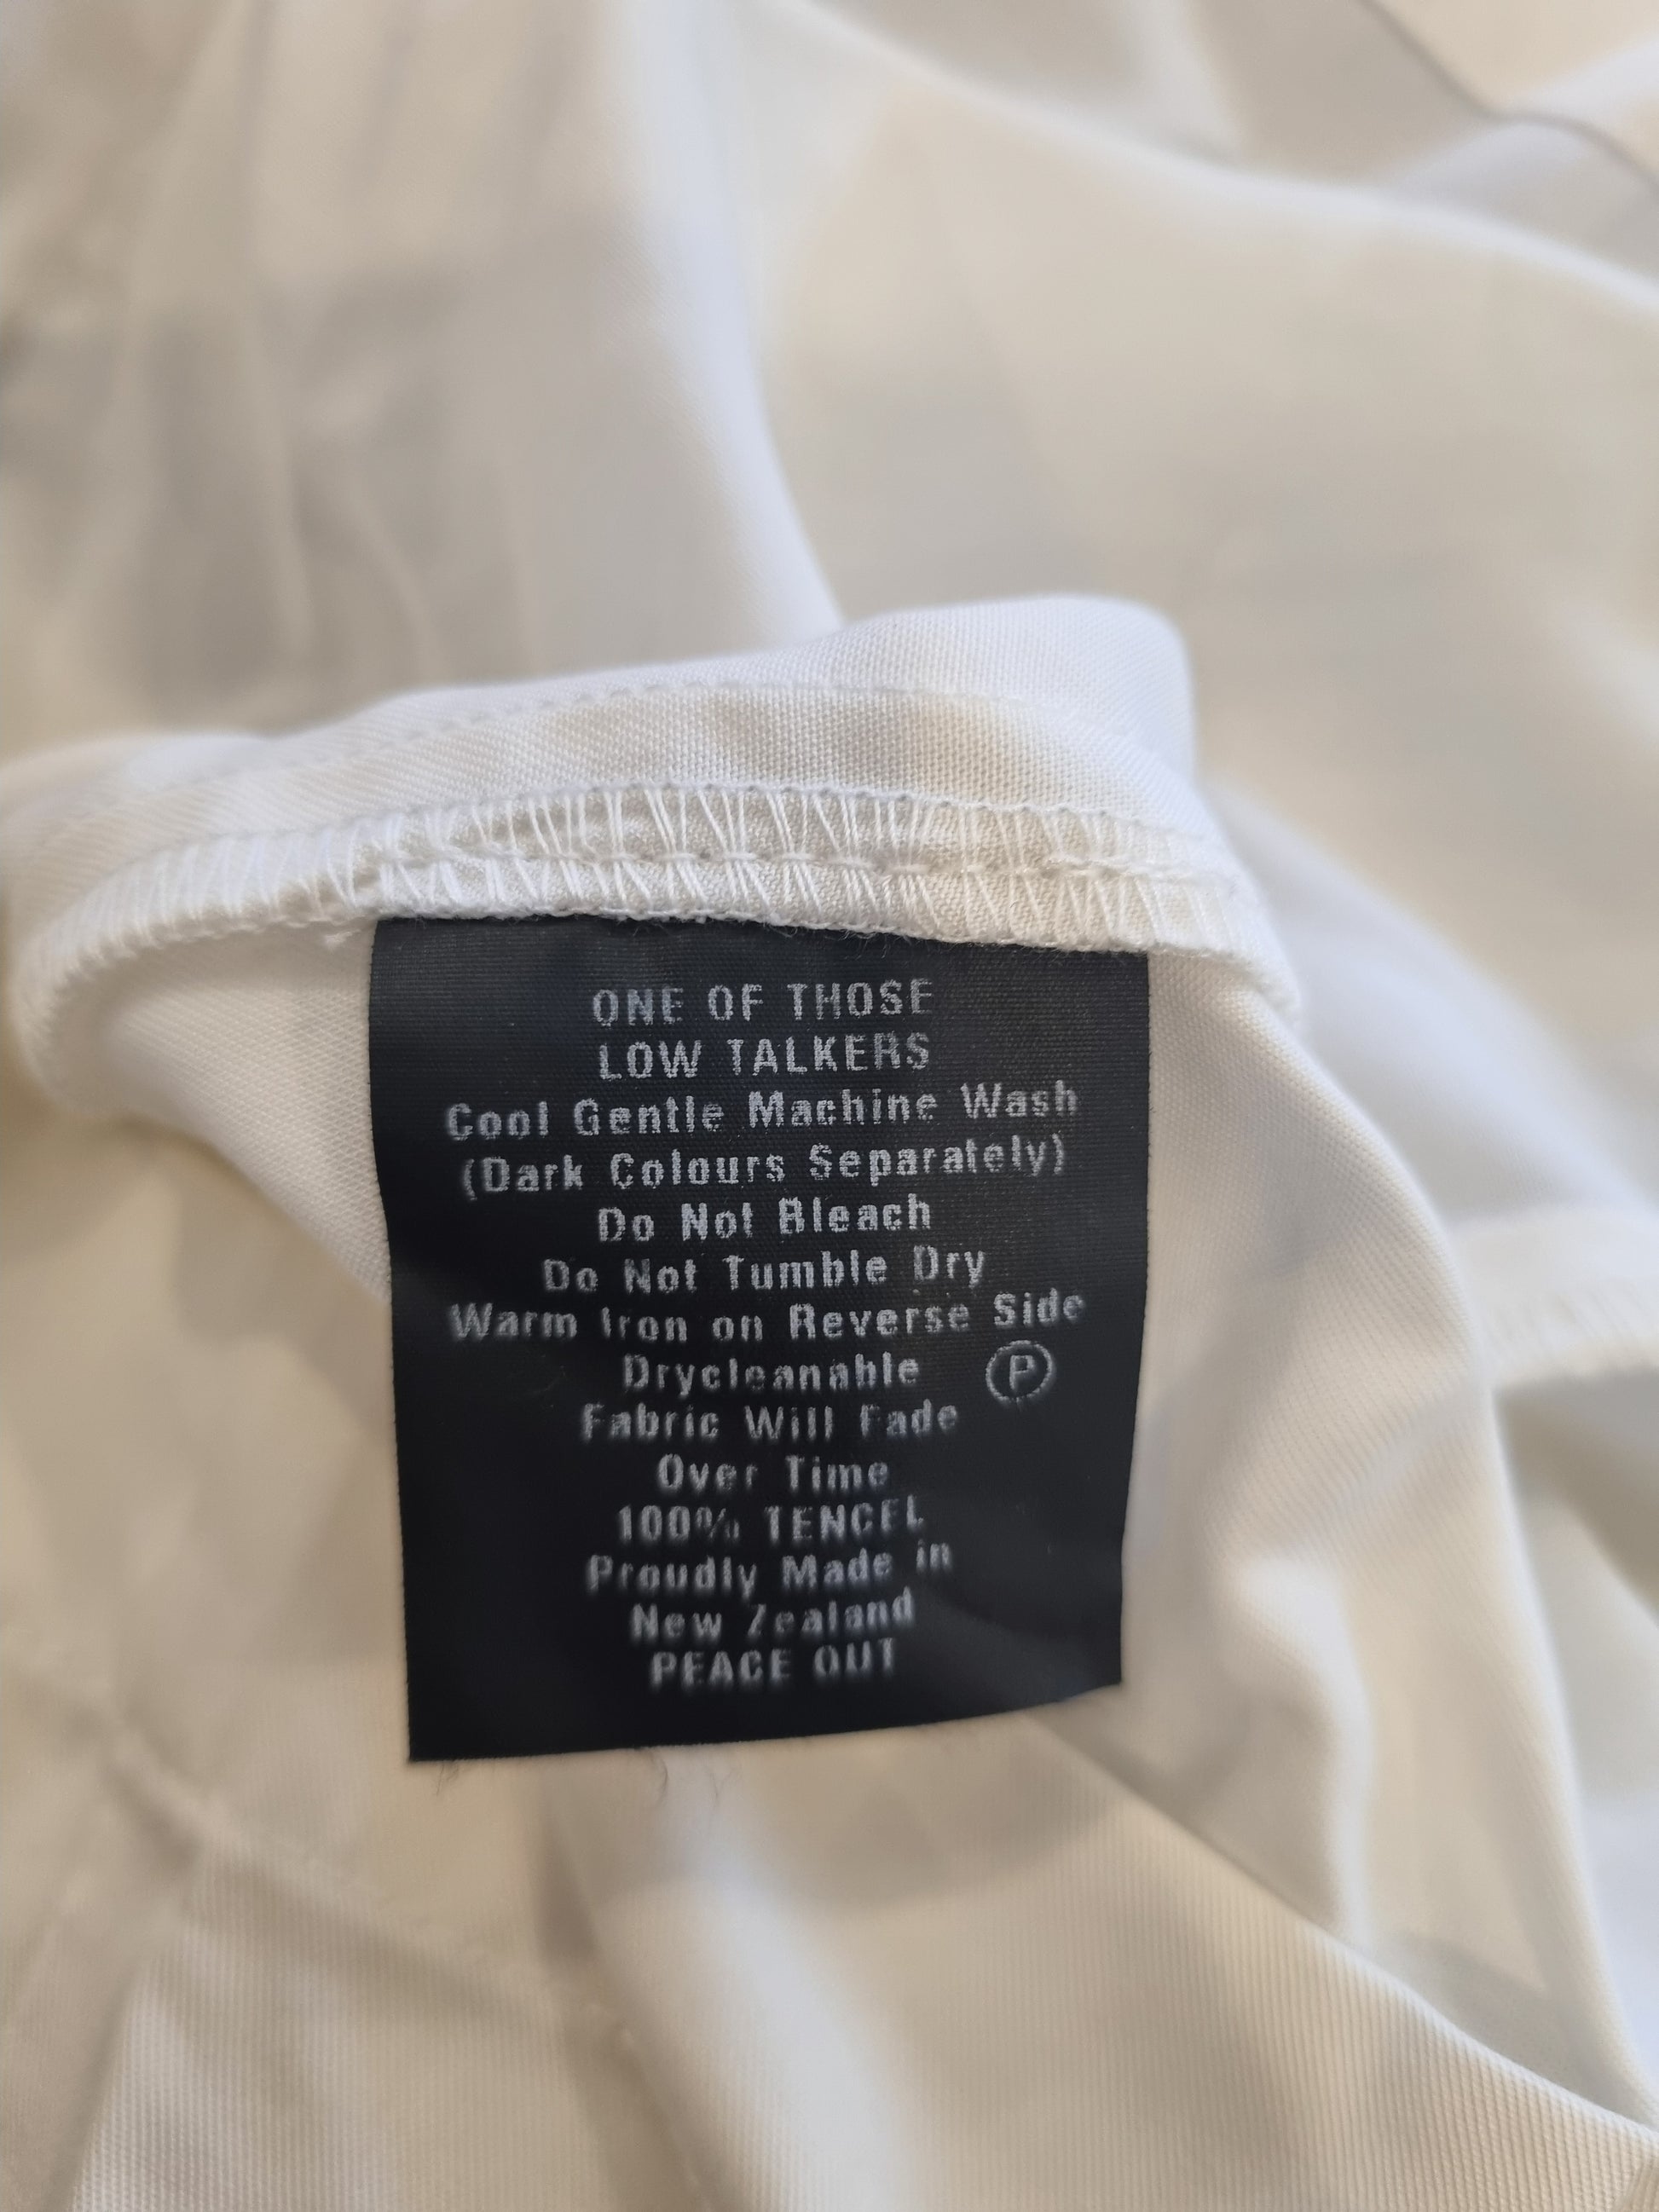 ONE OF THOSE
LOW TALKERS
Cool Gentle Machine Wash
(Dark Colours Separately)
Do Not Bleach
Do Not Tumble Dry
Warm Iron on Reverse Side
Drycleanable Ⓟ
Fabric Will Fade
Over Time
100% TENCEL
Proudly Made in
New Zealand
PEACE OUT